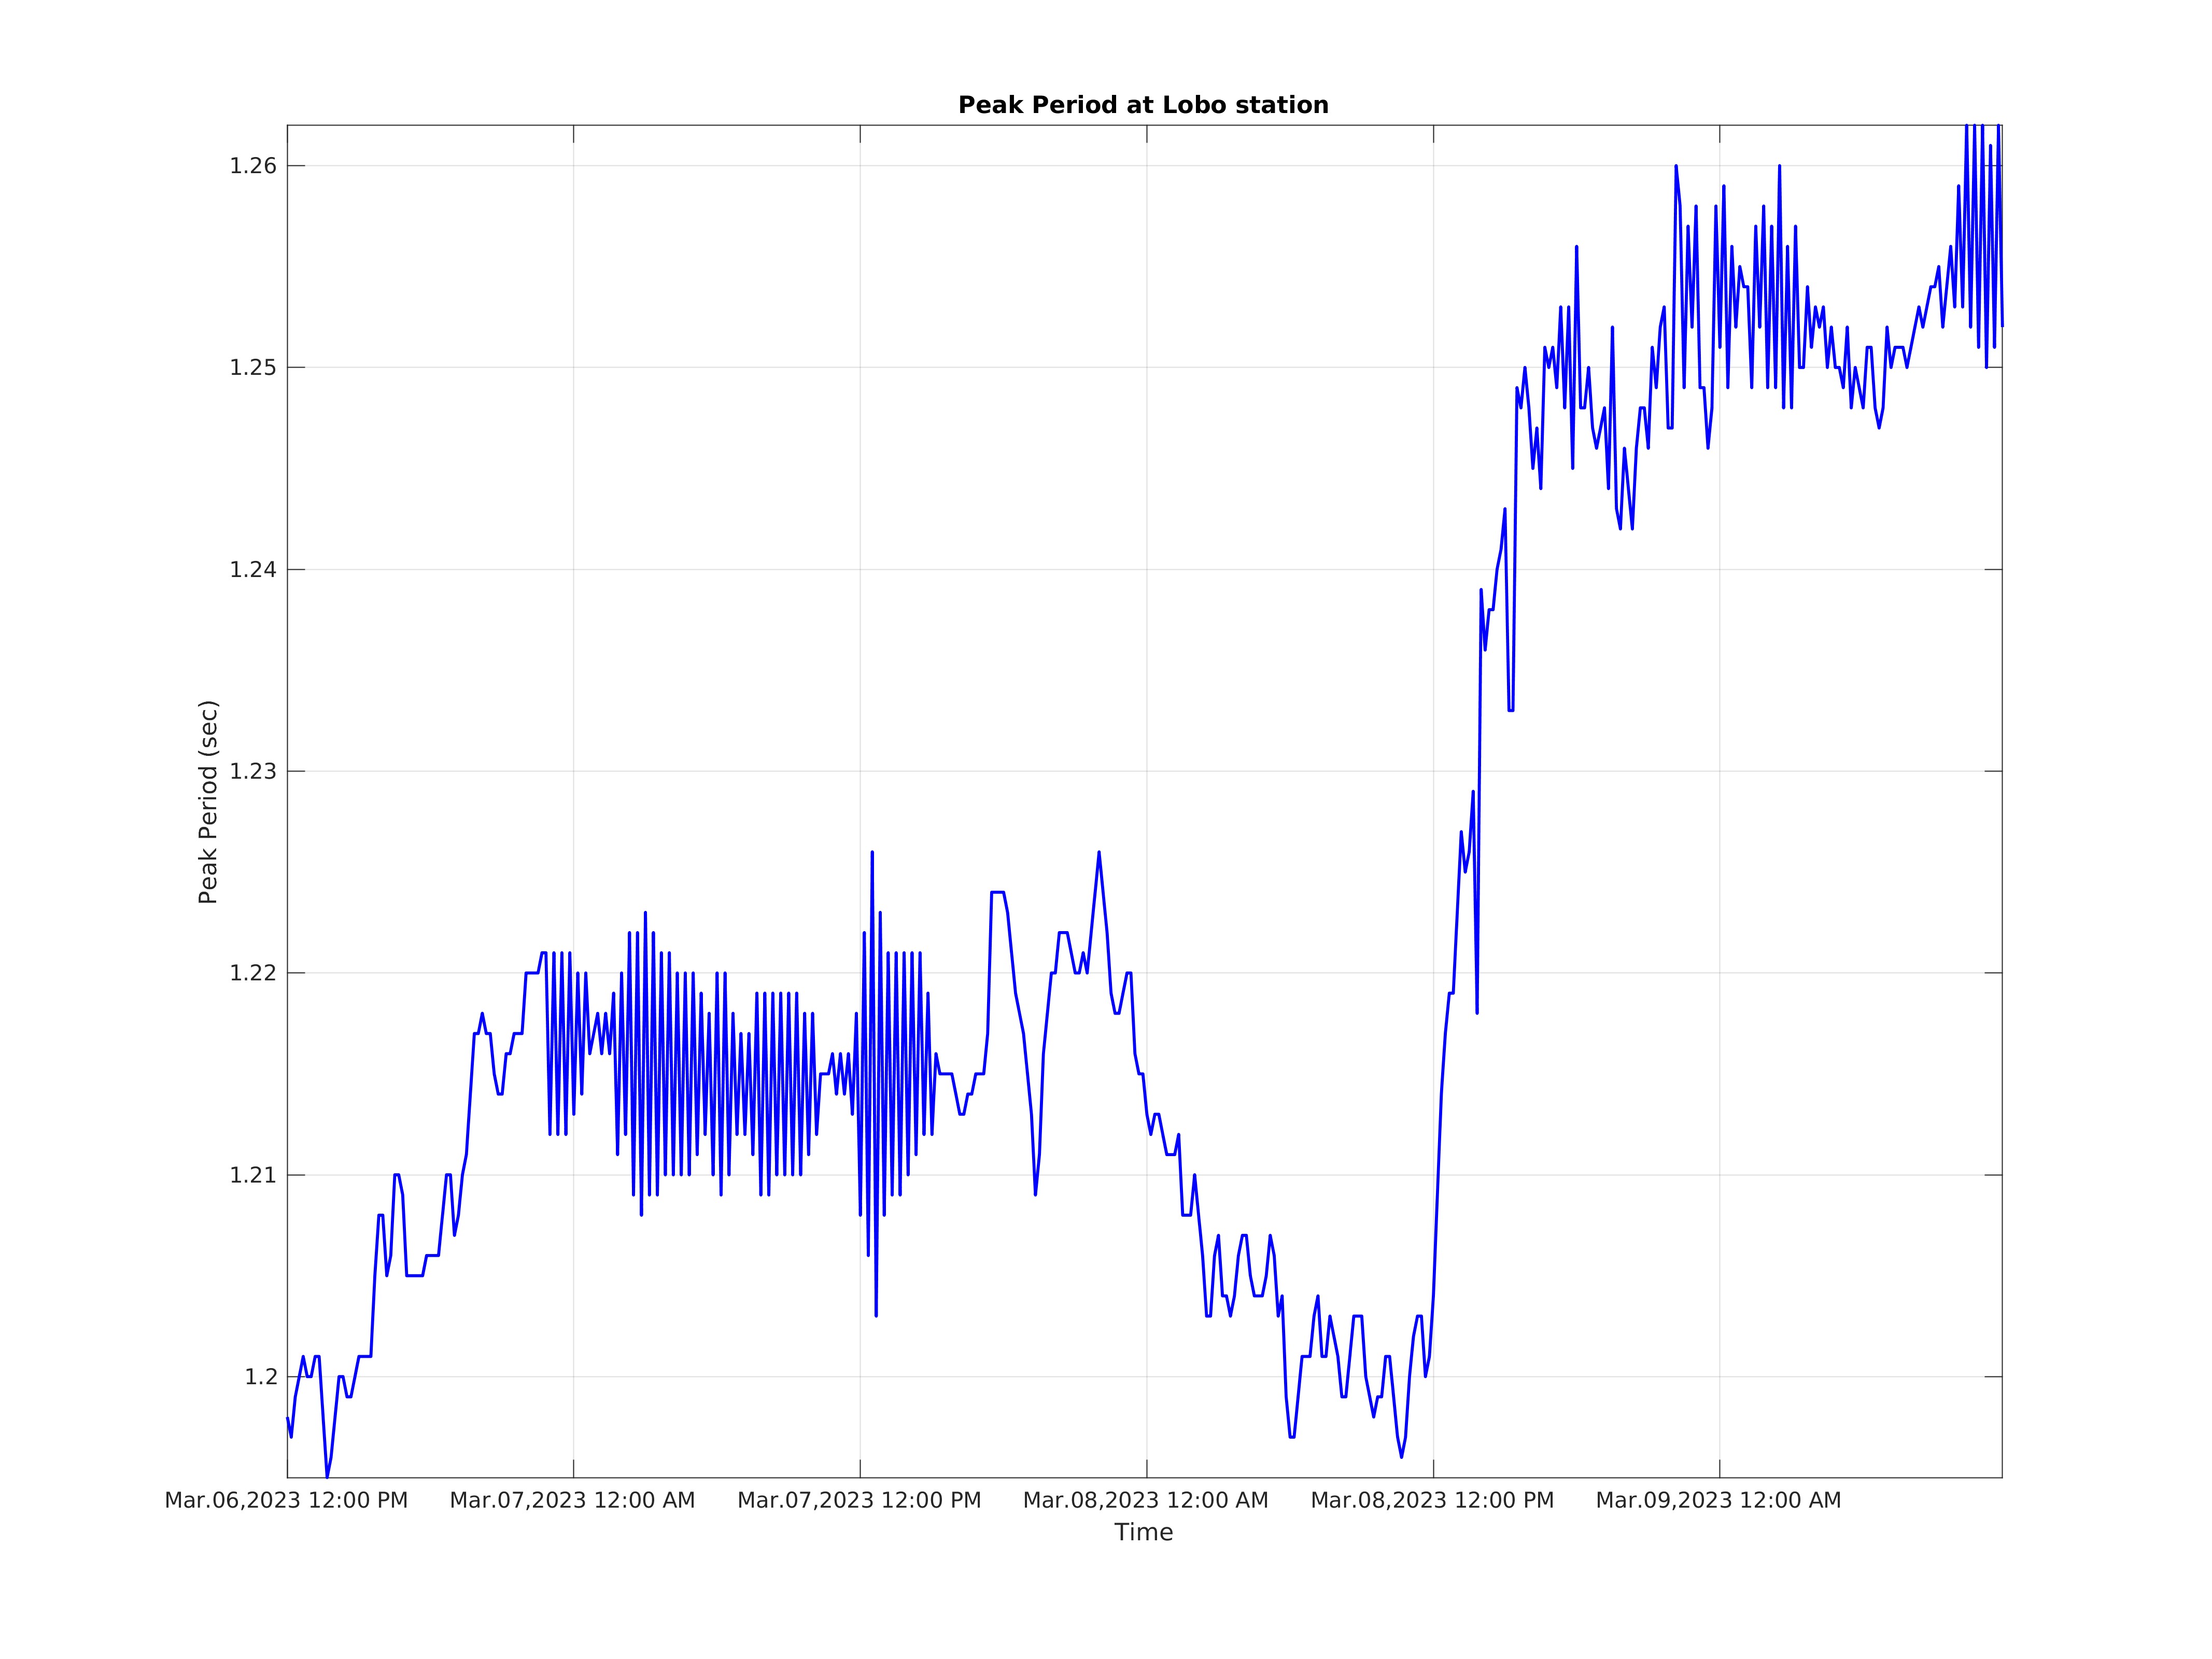 Peak Period at Lobo station
1.26
1.25
1.24
1.23
1.22
1.21
1.2
Peak Period (sec)
Mar.06,2023 12:00 PM
Mar.07,2023 12:00 AM
Mar.07,2023 12:00 PM
Mar.08,2023 12:00 AM
Mar.08,2023 12:00 PM
Mar.09,2023 12:00 AM
Time